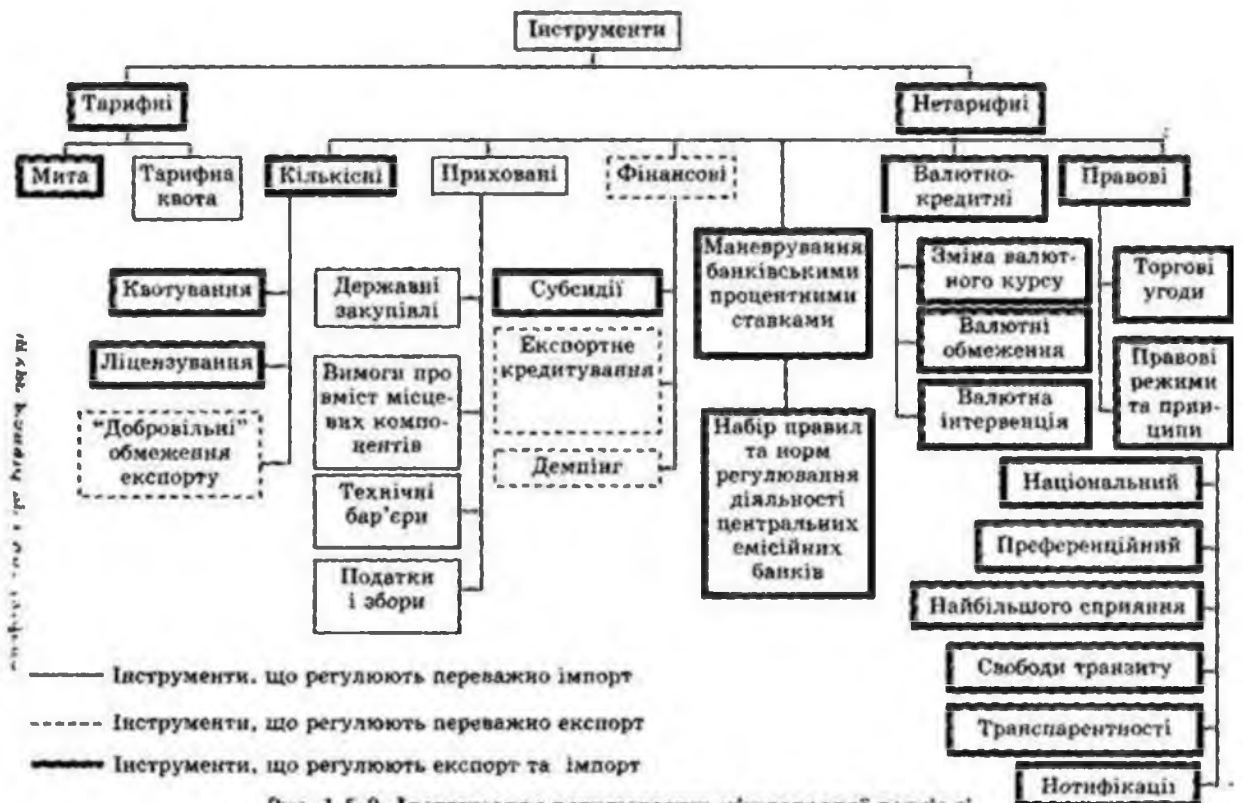 Інструменти
Тарифні
Нетарифні
Мита
Тарифна
квота
Кількісні
Приховані
Фінансові
Валютно-
кредитні
Правові
Квотування
Ліцензування
“Добровільні”
обмеження
експорту
Державні
закупівлі
Вимоги про
вміст місце-
вих компо-
нентів
Технічні
бар’єри
Податки
і збори
Субсидії
Експортне
кредитування
Демпінг
Маневрування
банківськими
процентними
ставками
Набір правил
та норм
регулювання
діяльності
центральних
емісійних
банків
Зміна валют-
ного курсу
Валютні
обмеження
Валютна
інтервенція
Торгові
угоди
Правові
режими
та прин-
ципи
Національний
Преференційний
Найбільшого сприяння
Свободи транзиту
Транспарентності
Нотифікації
Інструменти, що регулюють переважно імпорт
Інструменти, що регулюють переважно експорт
Інструменти, що регулюють експорт та імпорт